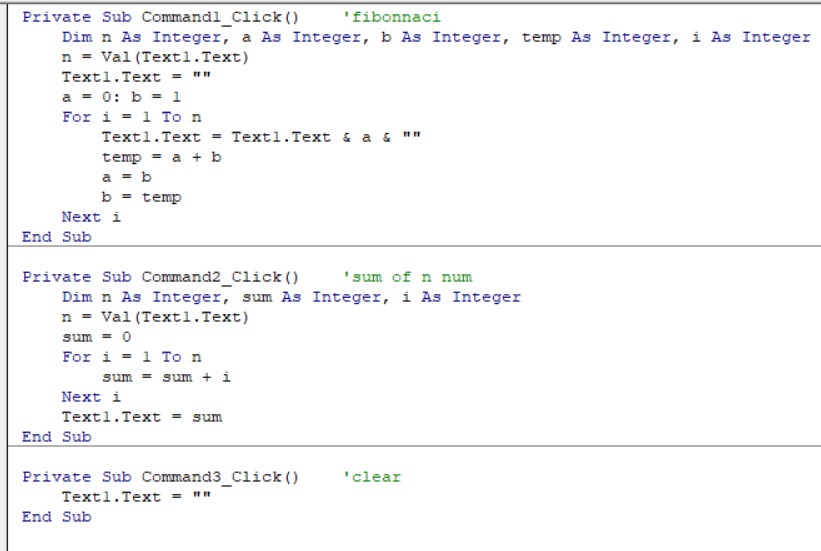 Private Sub Command1_Click()    'fibonnaci
    Dim n As Integer, a As Integer, b As Integer, temp As Integer, i As Integer
    n = Val(Text1.Text)
    Text1.Text = ""
    a = 0: b = 1
    For i = 1 To n
        Text1.Text = Text1.Text & a & ""
        temp = a + b
        a = b
        b = temp
    Next i
End Sub
Private Sub Command2_Click()    'sum of n num
    Dim n As Integer, sum As Integer, i As Integer
    n = Val(Text1.Text)
    sum = 0
    For i = 1 To n
        sum = sum + i
    Next i
    Text1.Text = sum
End Sub
Private Sub Command3_Click()    'clear
    Text1.Text = ""
End Sub